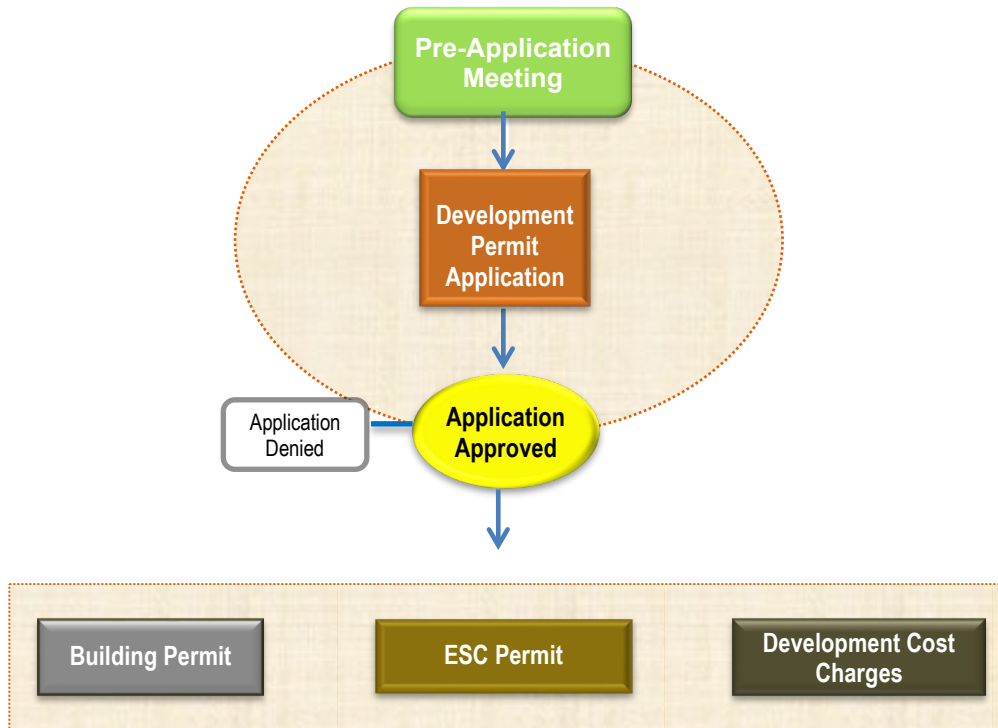 Pre-Application
Meeting
Development
Permit
Application
Application
Denied
Application
Approved
Building Permit
ESC Permit
Development Cost
Charges